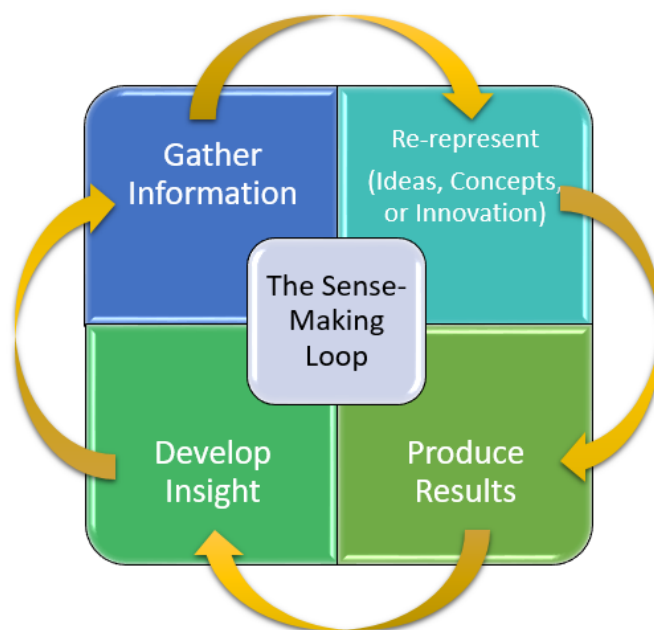 Gather
Information
Re-represent
(Ideas, Concepts,
or Innovation)
The Sense-
Making
Loop
Develop
Insight
Produce
Results